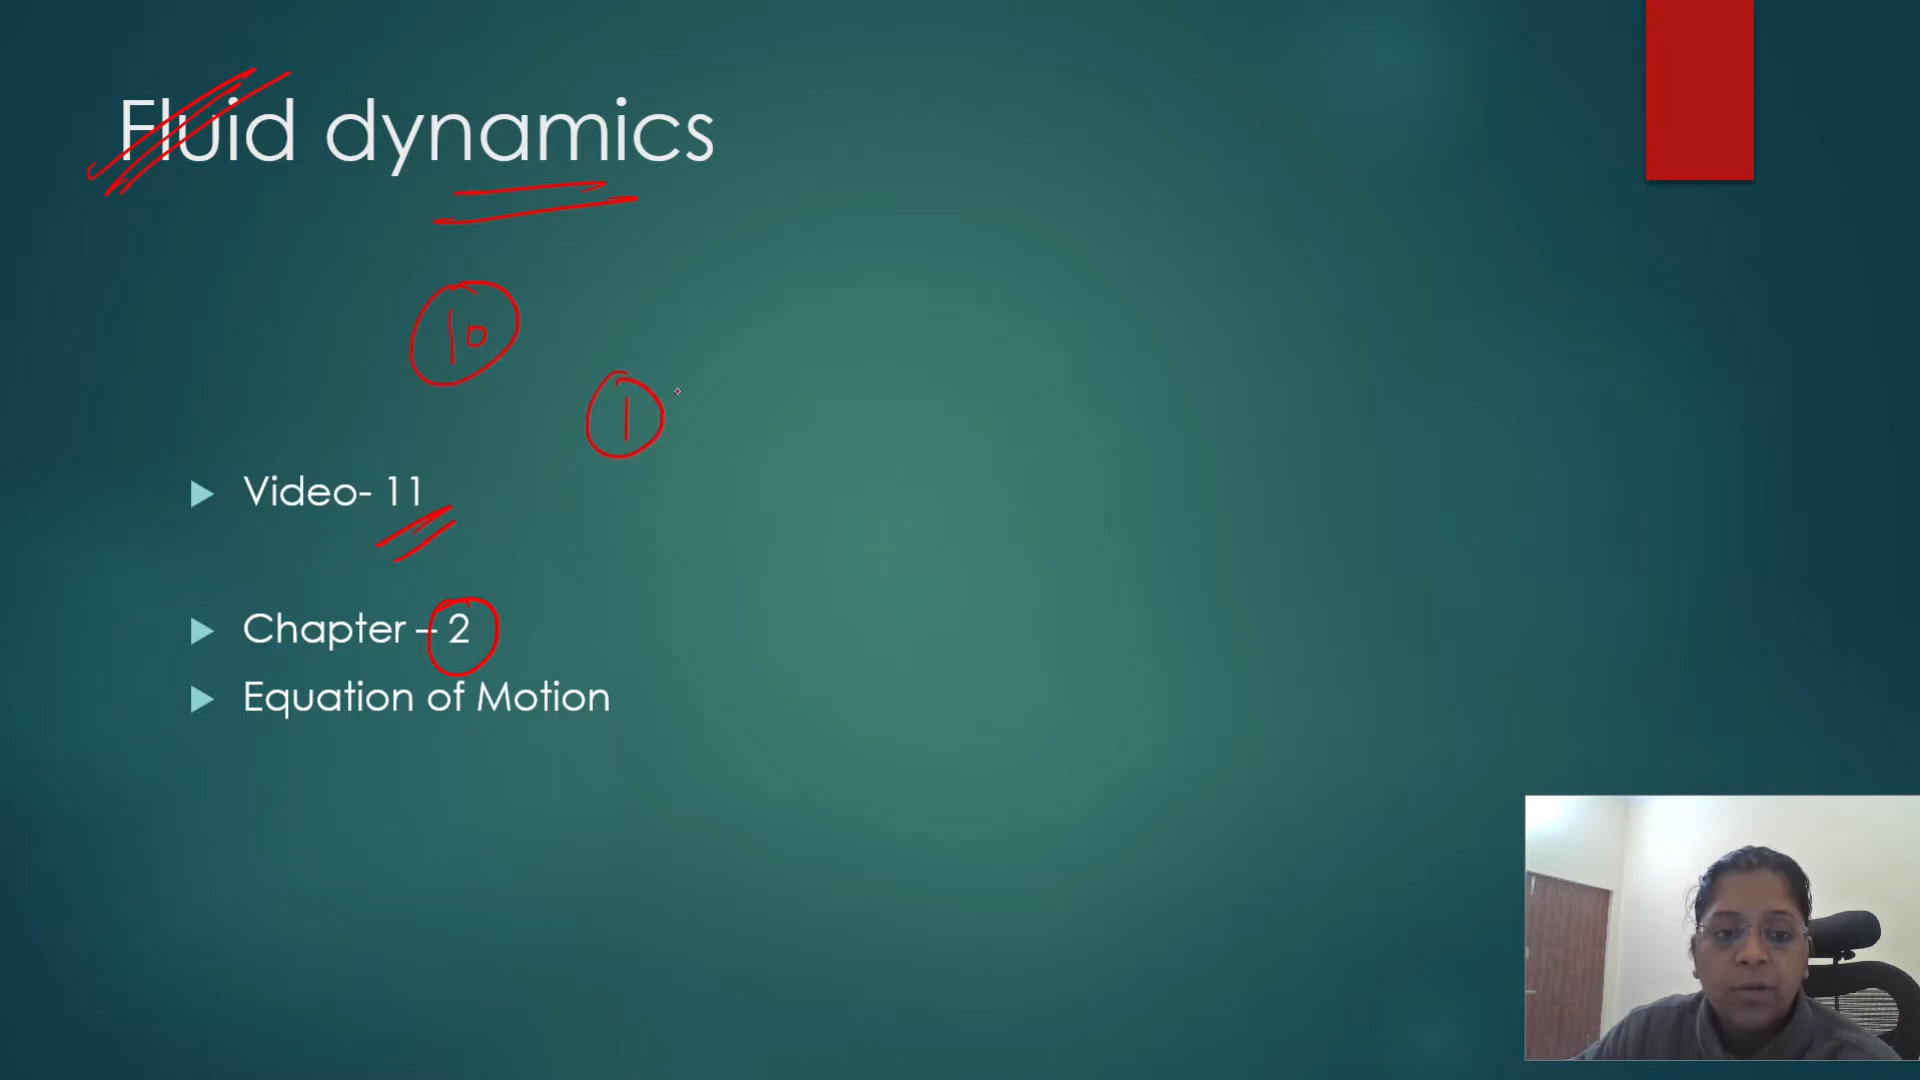 Fluid dynamics
10
1
Video- 11
Chapter – 2
Equation of Motion